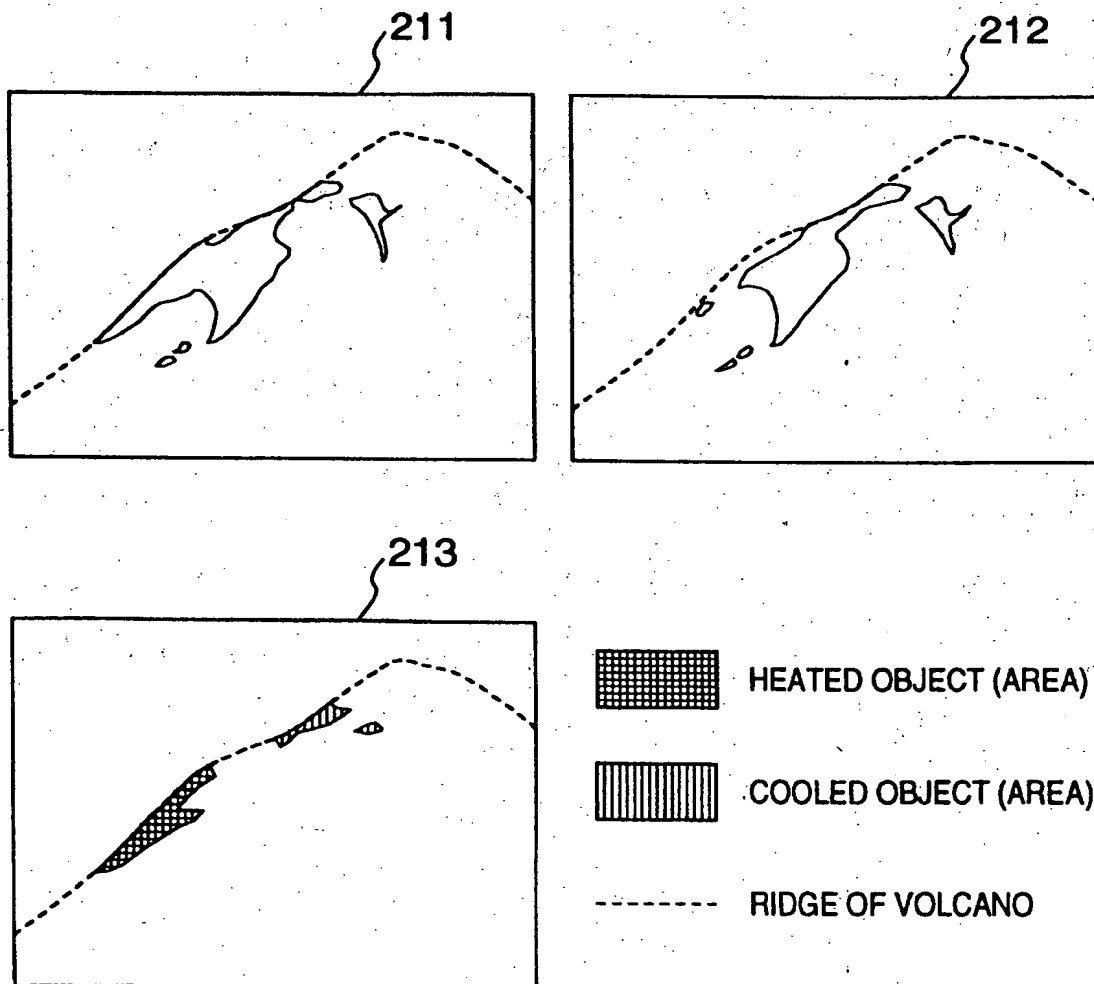 211
212
213
HEATED OBJECT (AREA)
COOLED OBJECT (AREA)
RIDGE OF VOLCANO